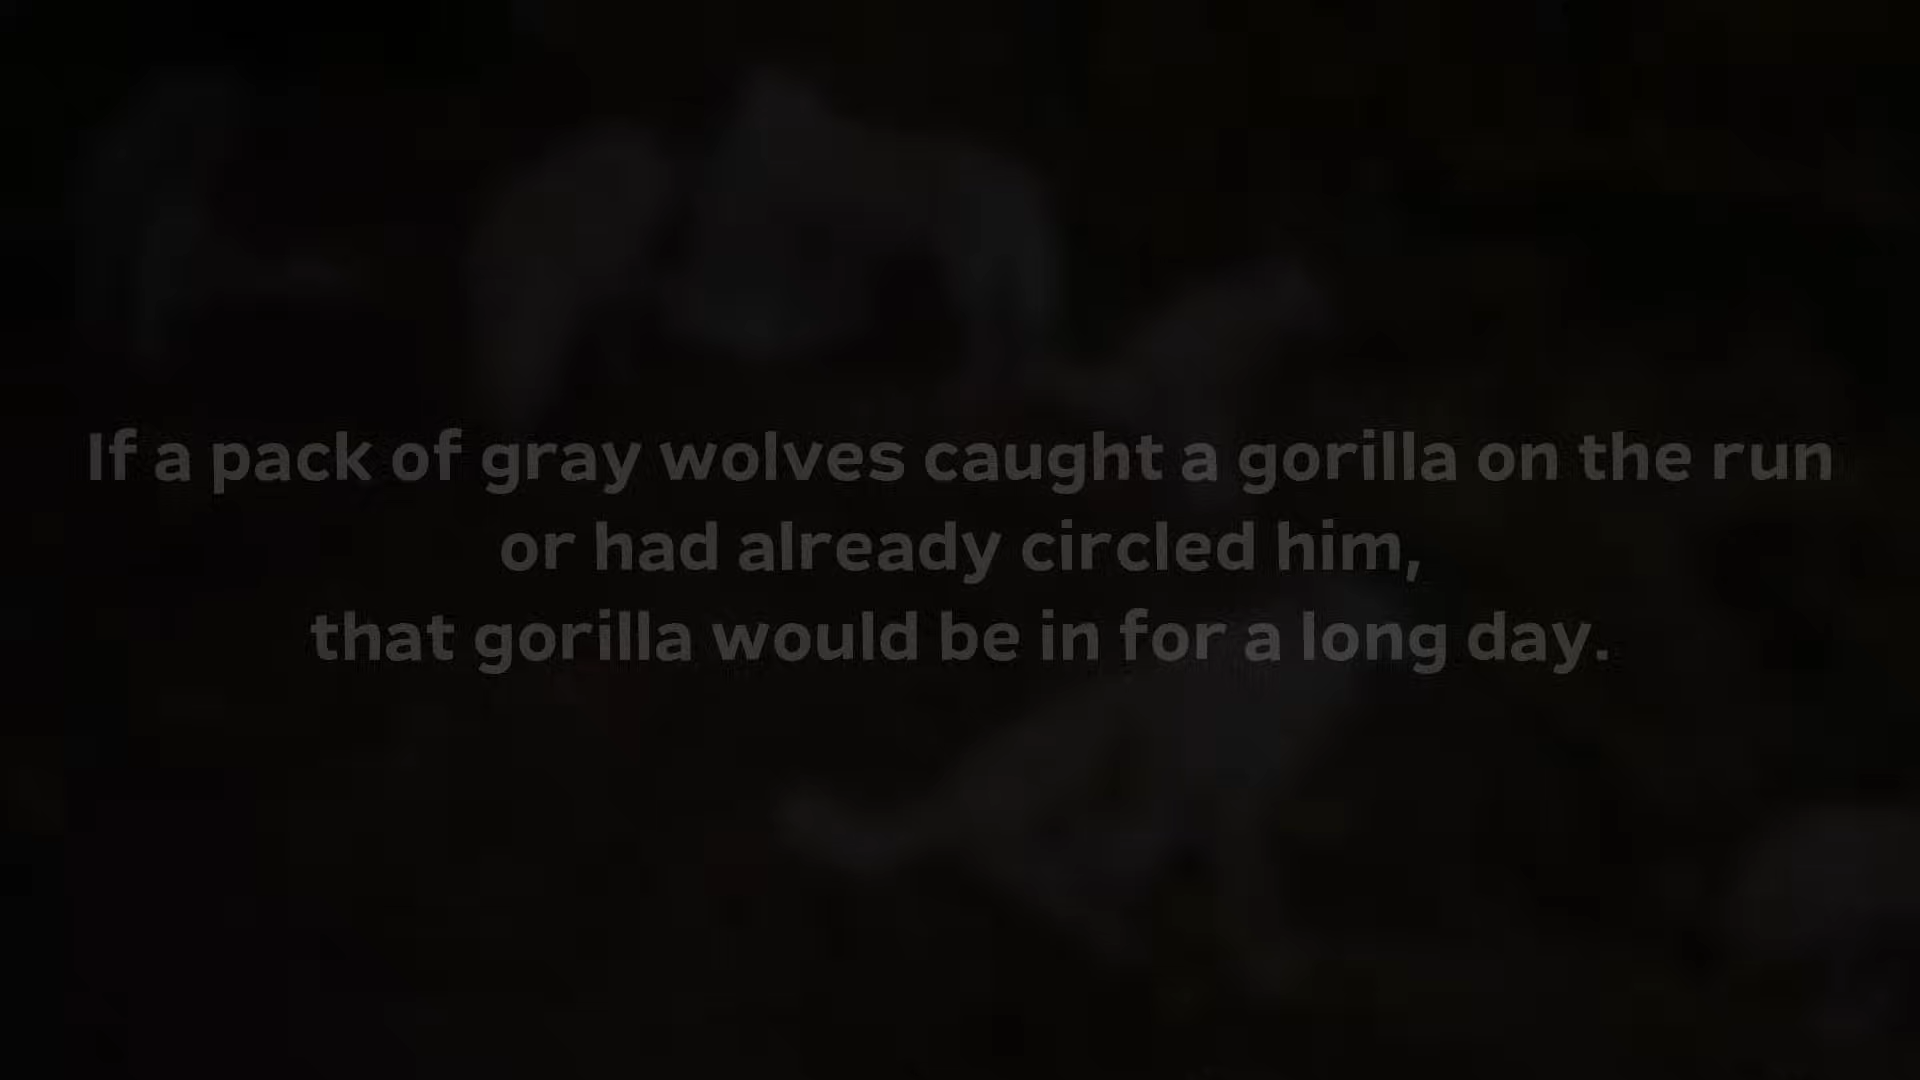 If a pack of gray wolves caught a gorilla on the run
or had already circled him,
that gorilla would be in for a long day.